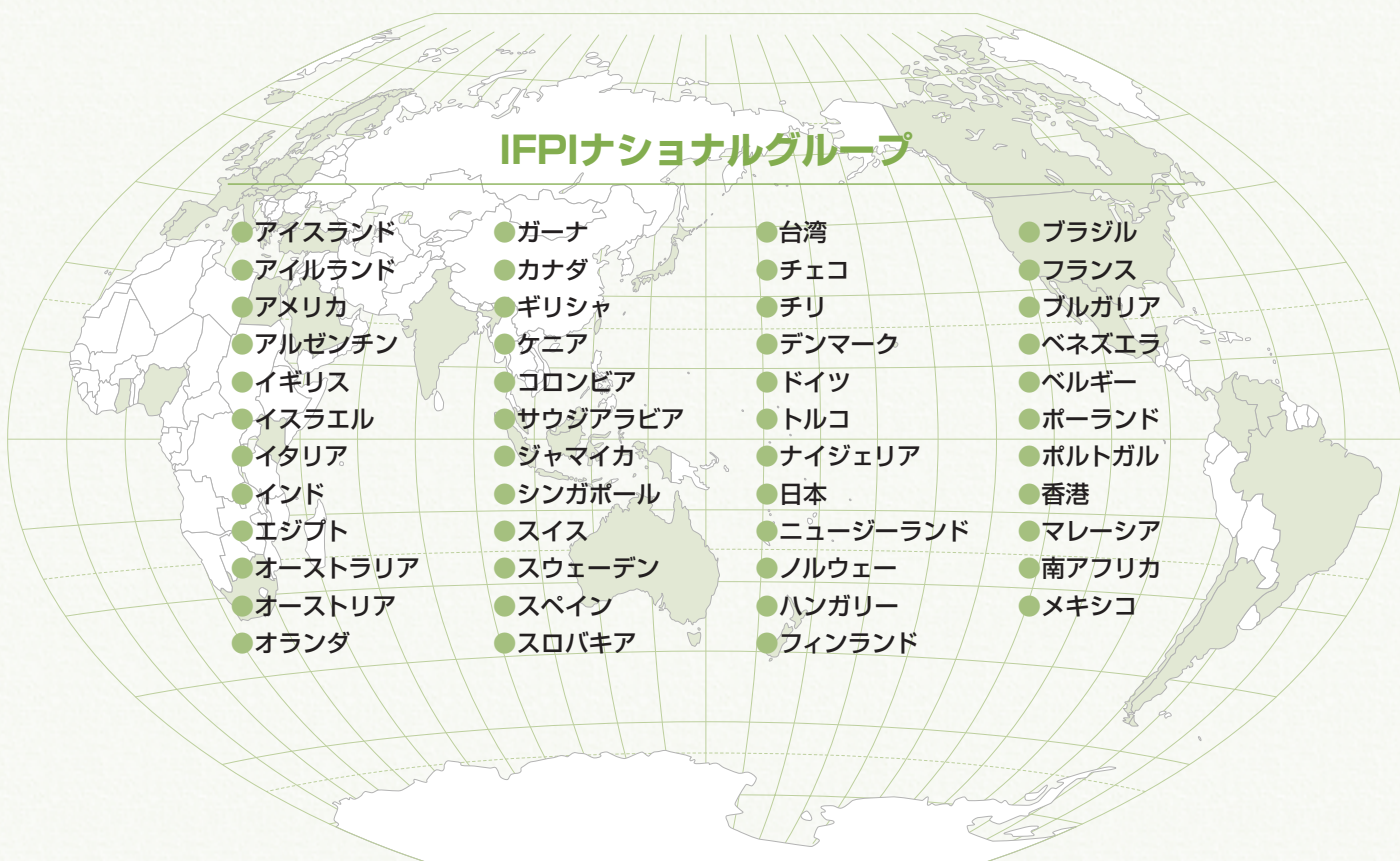 IFPIナショナルグループ
●アイスランド
●アイルランド
●アメリカ
●アルゼンチン
●イギリス
●イスラエル
●イタリア
●インド
●エジプト
●オーストラリア
●オーストリア
●オランダ
●ガーナ
●カナダ
●ギリシャ
●ケニア
●コロンビア
●サウジアラビア
●ジャマイカ
●シンガポール
●スイス
●スウェーデン
●スペイン
●スロバキア
●台湾
●チェコ
●チリ
●デンマーク
●ドイツ
●トルコ
●ナイジェリア
●日本
●ニュージーランド
●ノルウェー
●ハンガリー
●フィンランド
●ブラジル
●フランス
●ブルガリア
●ベネズエラ
●ベルギー
●ポーランド
●ポルトガル
●香港
●マレーシア
●南アフリカ
●メキシコ